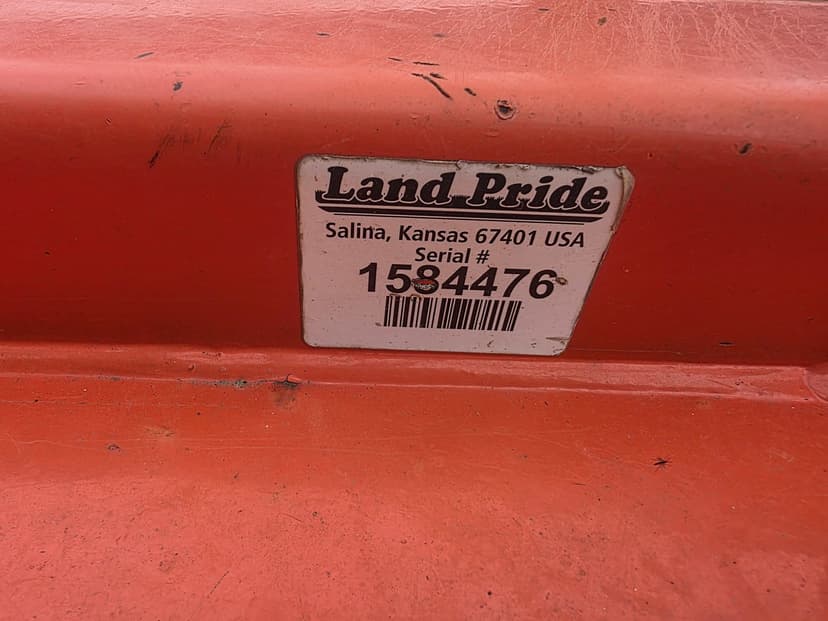 Land Pride
Salina, Kansas 67401 USA
Serial #
1584476